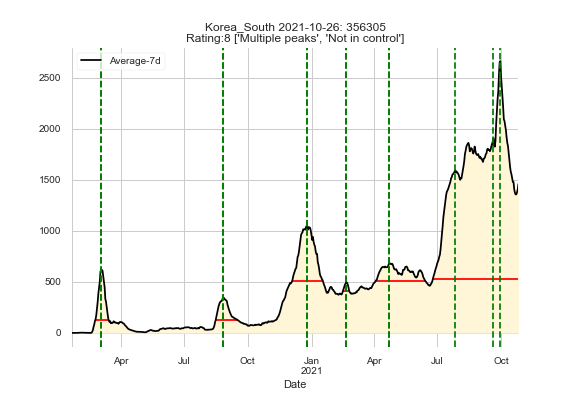 Korea_South 2021-10-26: 356305
Rating:8 ['Multiple peaks', 'Not in control']
Average-7d
2500
2000
1500
1000
500
0
Apr Jul Oct Jan Apr Jul Oct
2021
Date